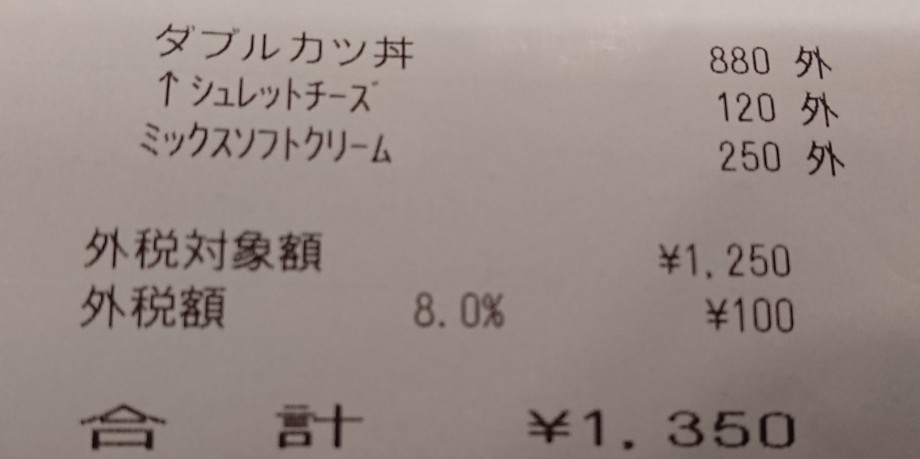 ダブルカツ丼 880 外
↑シュレットチーズ 120 外
ミックスソフトクリーム 250 外
外税対象額 ¥1,250
外税額 8.0% ¥100
合 計 ¥1,350